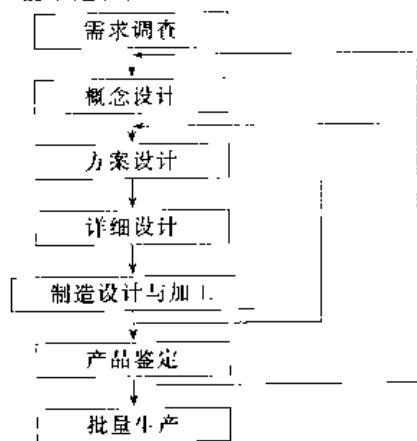 需求调查
概念设计
方案设计
详细设计
制造设计与加工
产品鉴定
批量生产